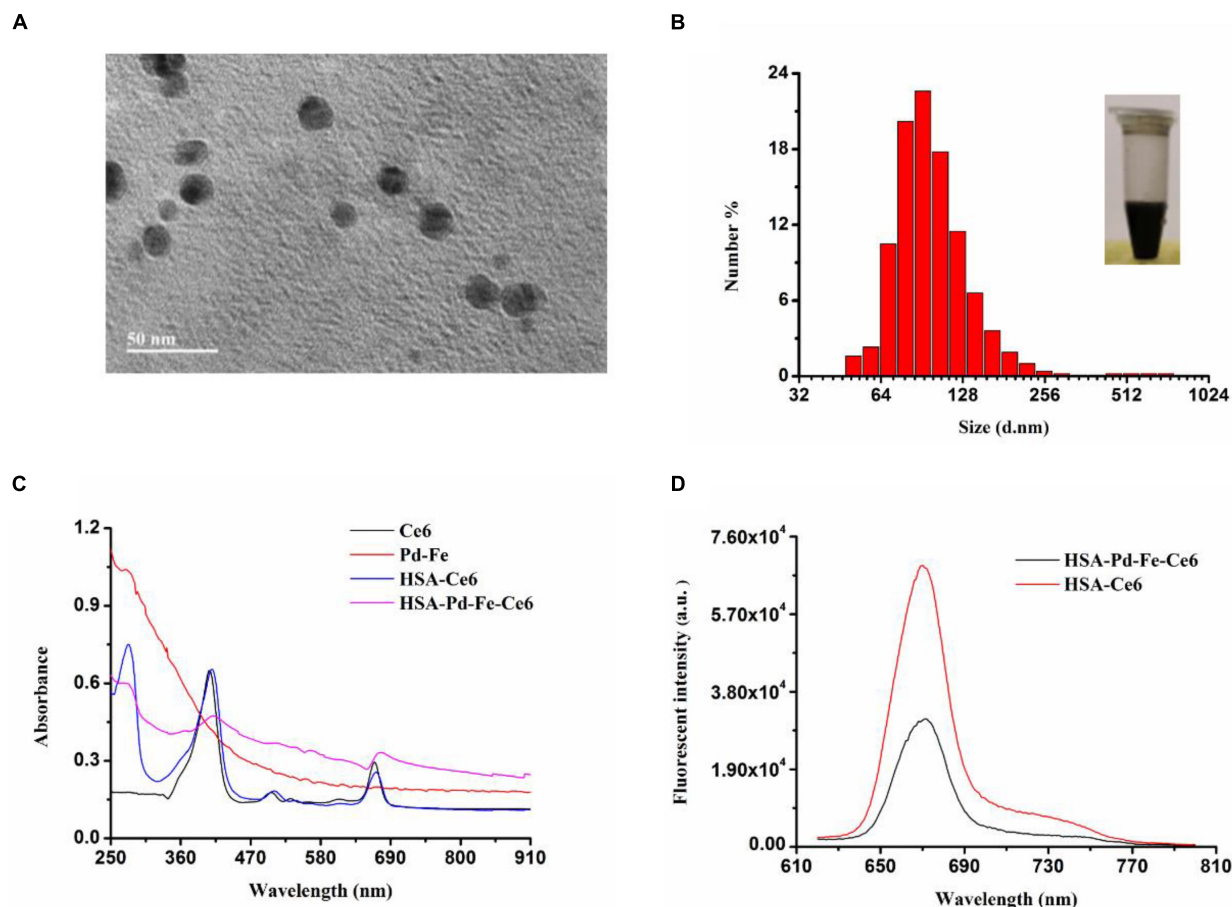 A
50 nm
B
24
18
12
6
0
Number %
32 64 128 256 512 1024
Size (d.nm)
C
1.2
0.9
0.6
0.3
0.0
Absorbance
Ce6
Pd-Fe
HSA-Ce6
HSA-Pd-Fe-Ce6
250 360 470 580 690 800 910
Wavelength (nm)
D
7.60x10⁴
5.70x10⁴
3.80x10⁴
1.90x10⁴
0.00
Fluorescent intensity (a.u.)
HSA-Pd-Fe-Ce6
HSA-Ce6
610 650 690 730 770 810
Wavelength (nm)